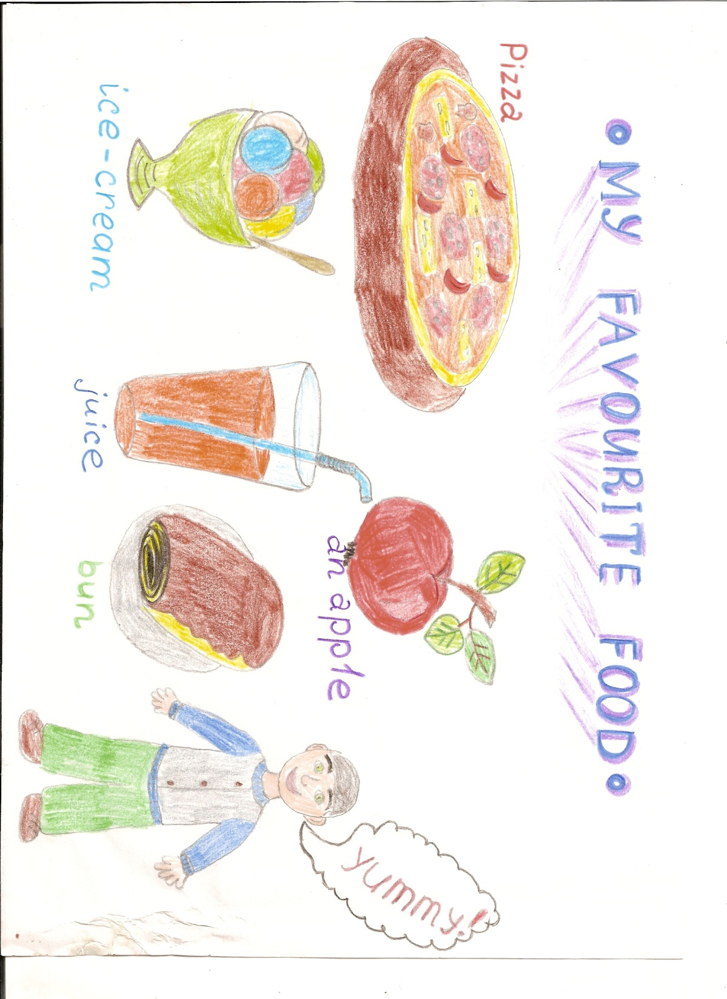 • MY FAVOURITE FOOD •
Pizza
an apple
yummy!
ice-cream
juice
bun